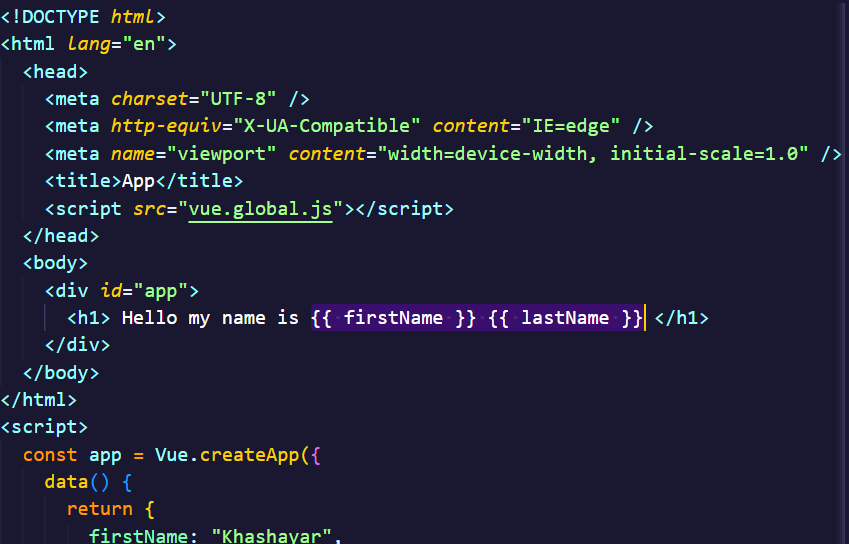 <!DOCTYPE html>
<html lang="en">
<head>
<meta charset="UTF-8" />
<meta http-equiv="X-UA-Compatible" content="IE=edge" />
<meta name="viewport" content="width=device-width, initial-scale=1.0" />
<title>App</title>
<script src="vue.global.js"></script>
</head>
<body>
<div id="app">
<h1> Hello my name is {{ firstName }} {{ lastName }} </h1>
</div>
</body>
</html>
<script>
const app = Vue.createApp({
data() {
return {
firstName: "Khashayar",